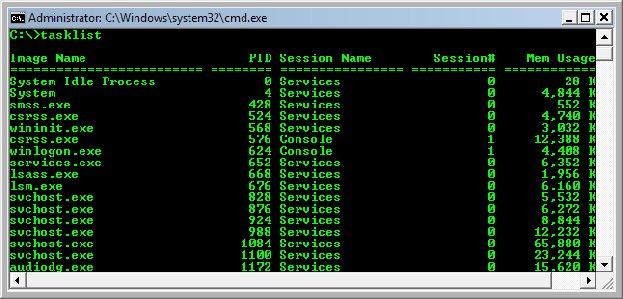 Administrator: C:\Windows\system32\cmd.exe
C:\>tasklist
Image Name                     PID Session Name        Session#    Mem Usage
========================= ======== ================ =========== ============
System Idle Process              0 Services                   0         20 K
System                           4 Services                   0      4,844 K
smss.exe                       428 Services                   0        552 K
csrss.exe                      524 Services                   0      4,740 K
wininit.exe                    568 Services                   0      3,032 K
csrss.exe                      576 Console                    1     12,388 K
winlogon.exe                   624 Console                    1      4,408 K
services.exe                   652 Services                   0      6,352 K
lsass.exe                      668 Services                   0      1,956 K
lsm.exe                        676 Services                   0      6,160 K
svchost.exe                    828 Services                   0      5,532 K
svchost.exe                    876 Services                   0      6,272 K
svchost.exe                    924 Services                   0      8,844 K
svchost.exe                    988 Services                   0     12,232 K
svchost.exe                   1084 Services                   0     65,880 K
svchost.exe                   1100 Services                   0     23,244 K
audiodg.exe                   1172 Services                   0     15,620 K